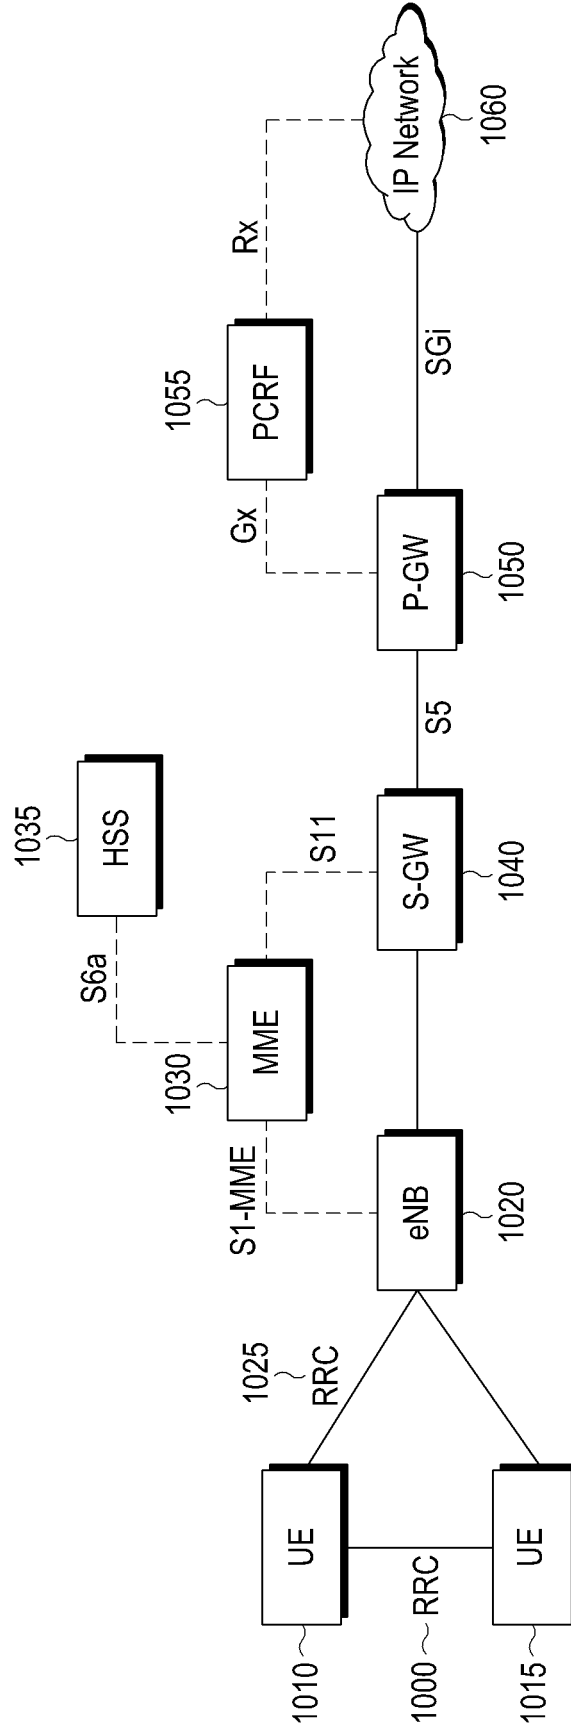 1035
HSS
S6a
1055
PCRF
Gx
Rx
1030
MME
S1-MME
S11
1025
RRC
UE
1010
RRC
1000
UE
1015
eNB
1020
S-GW
1040
S5
P-GW
1050
SGi
IP Network
1060